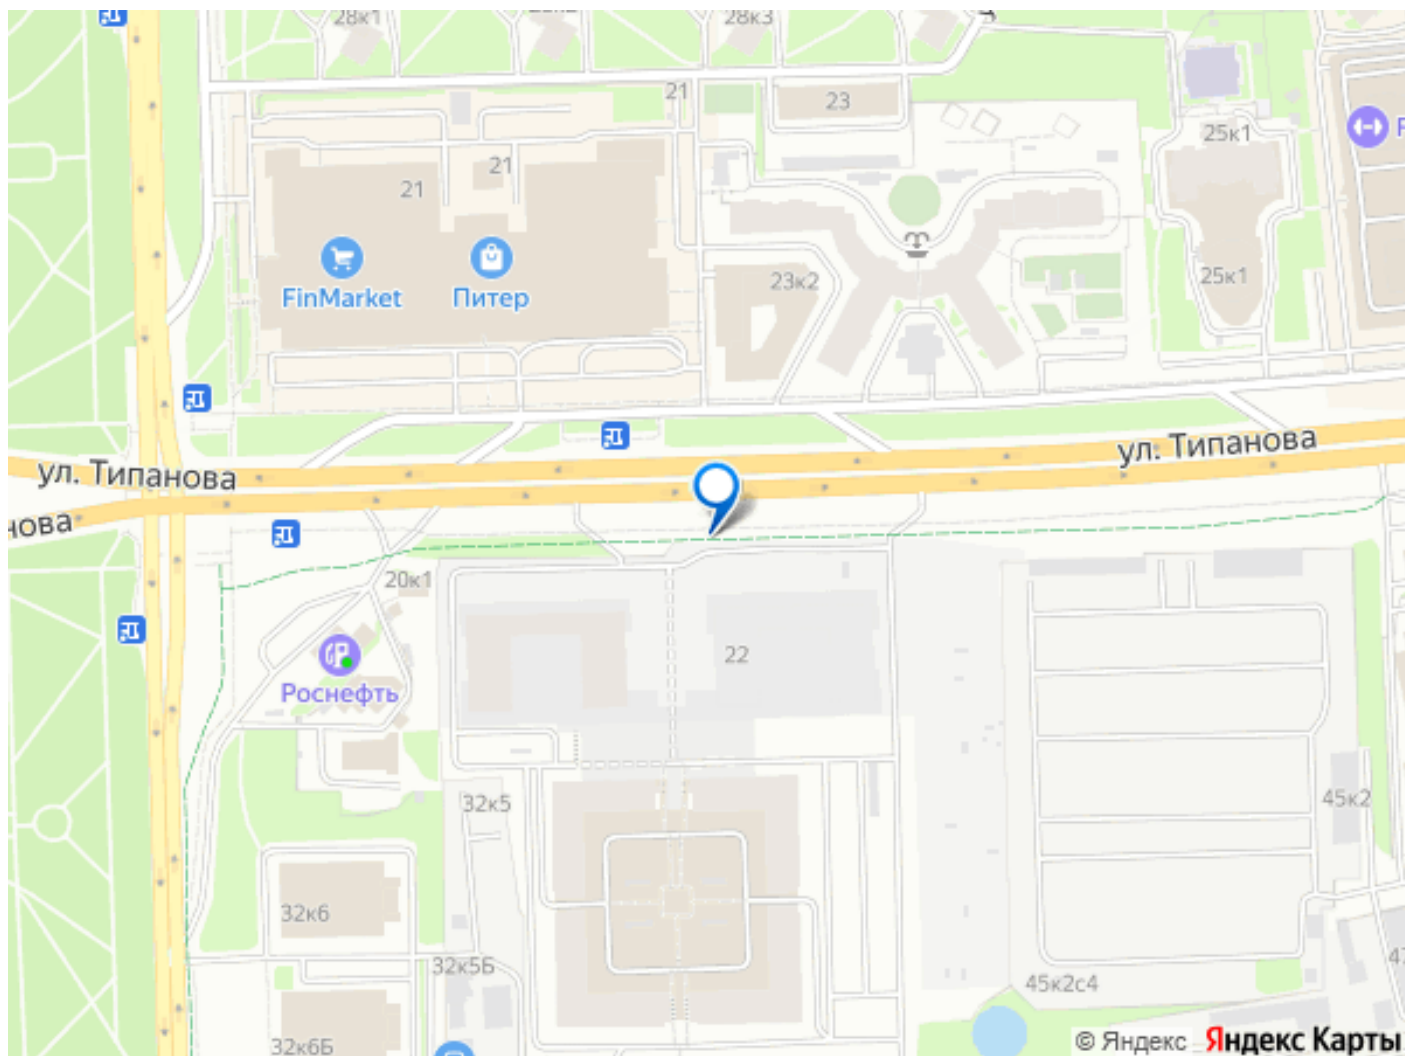 28к1
28к3
21
23
25к1
21
21
FinMarket
Питер
23к2
25к1
ул. Типанова
ул. Типанова
нова
20к1
22
Роснефть
32к5
45к2
32к6
32к5Б
45к2с4
47
32к6Б
© Яндекс
Яндекс Карты